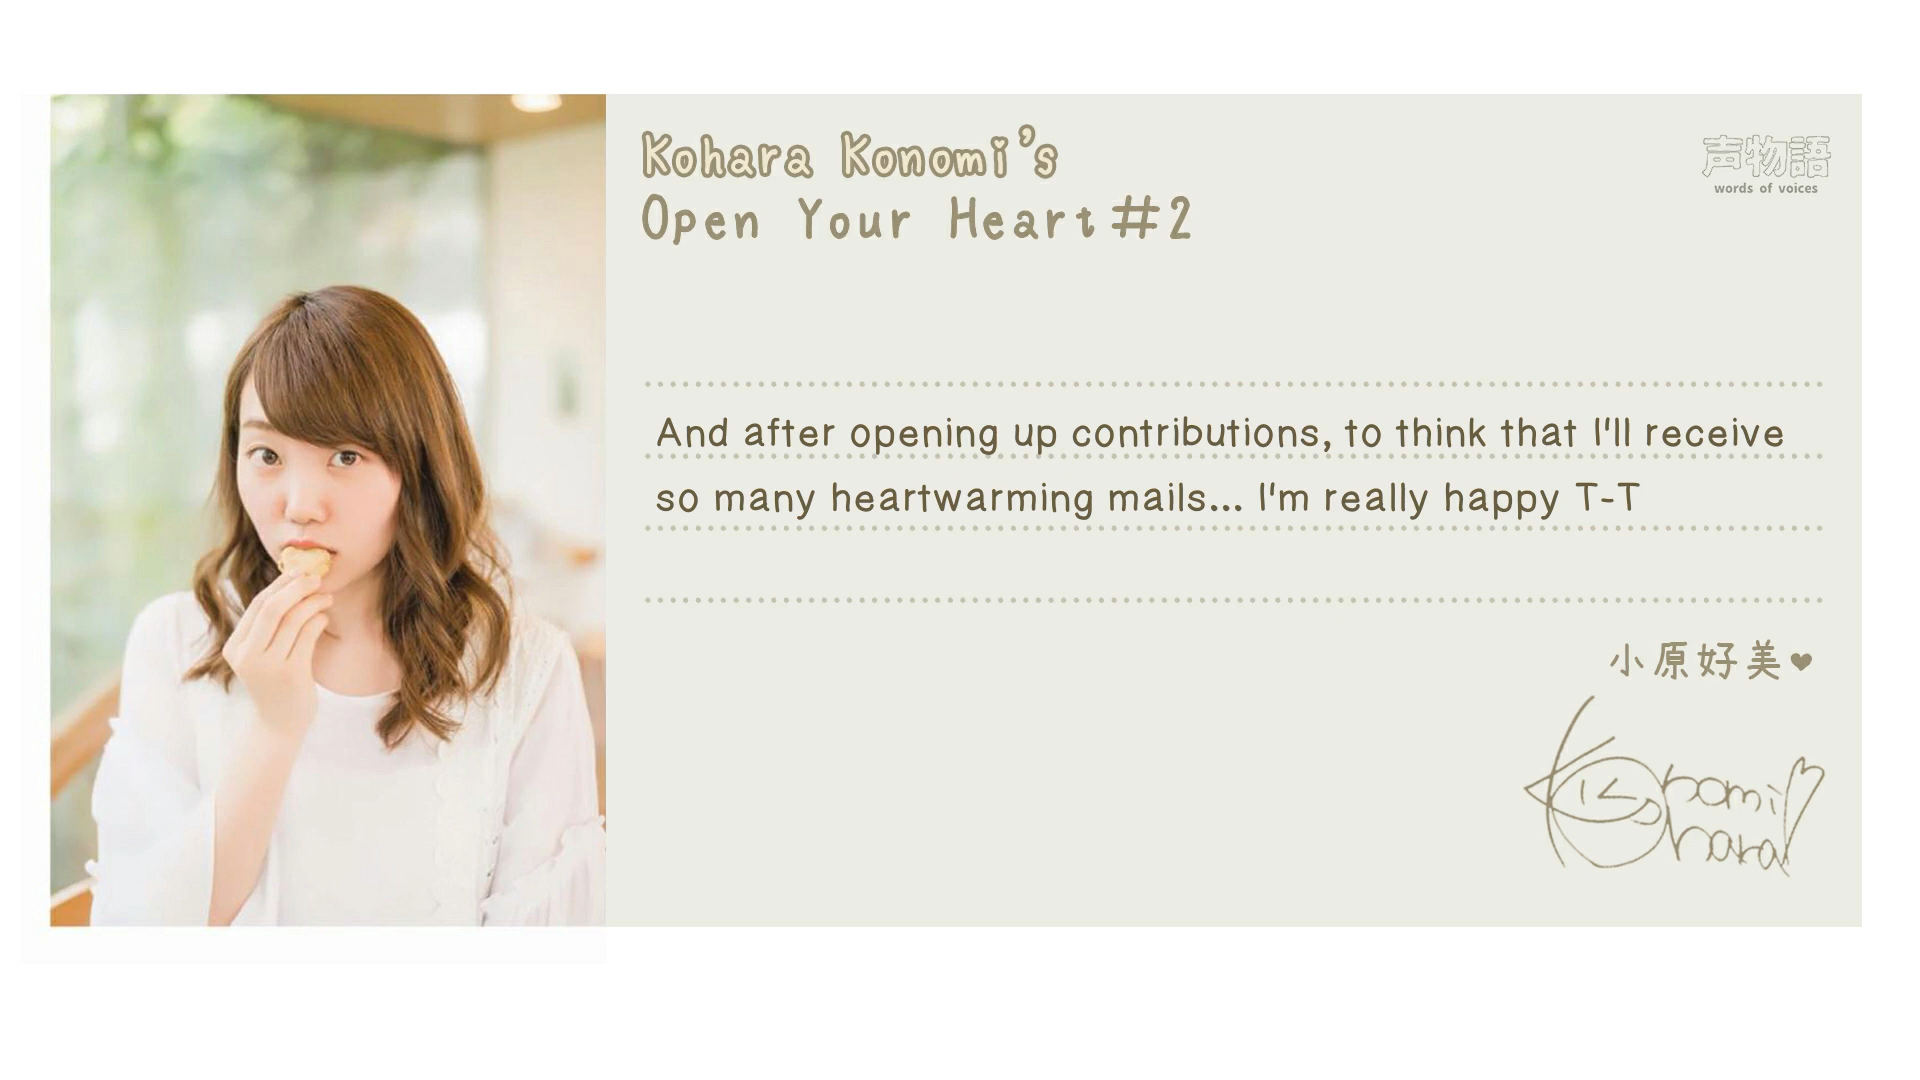 Kohara Konomi's
Open Your Heart #2
声物語
words of voices
And after opening up contributions, to think that I'll receive
so many heartwarming mails... I'm really happy T-T
小原好美♥
Konomi
Kohara